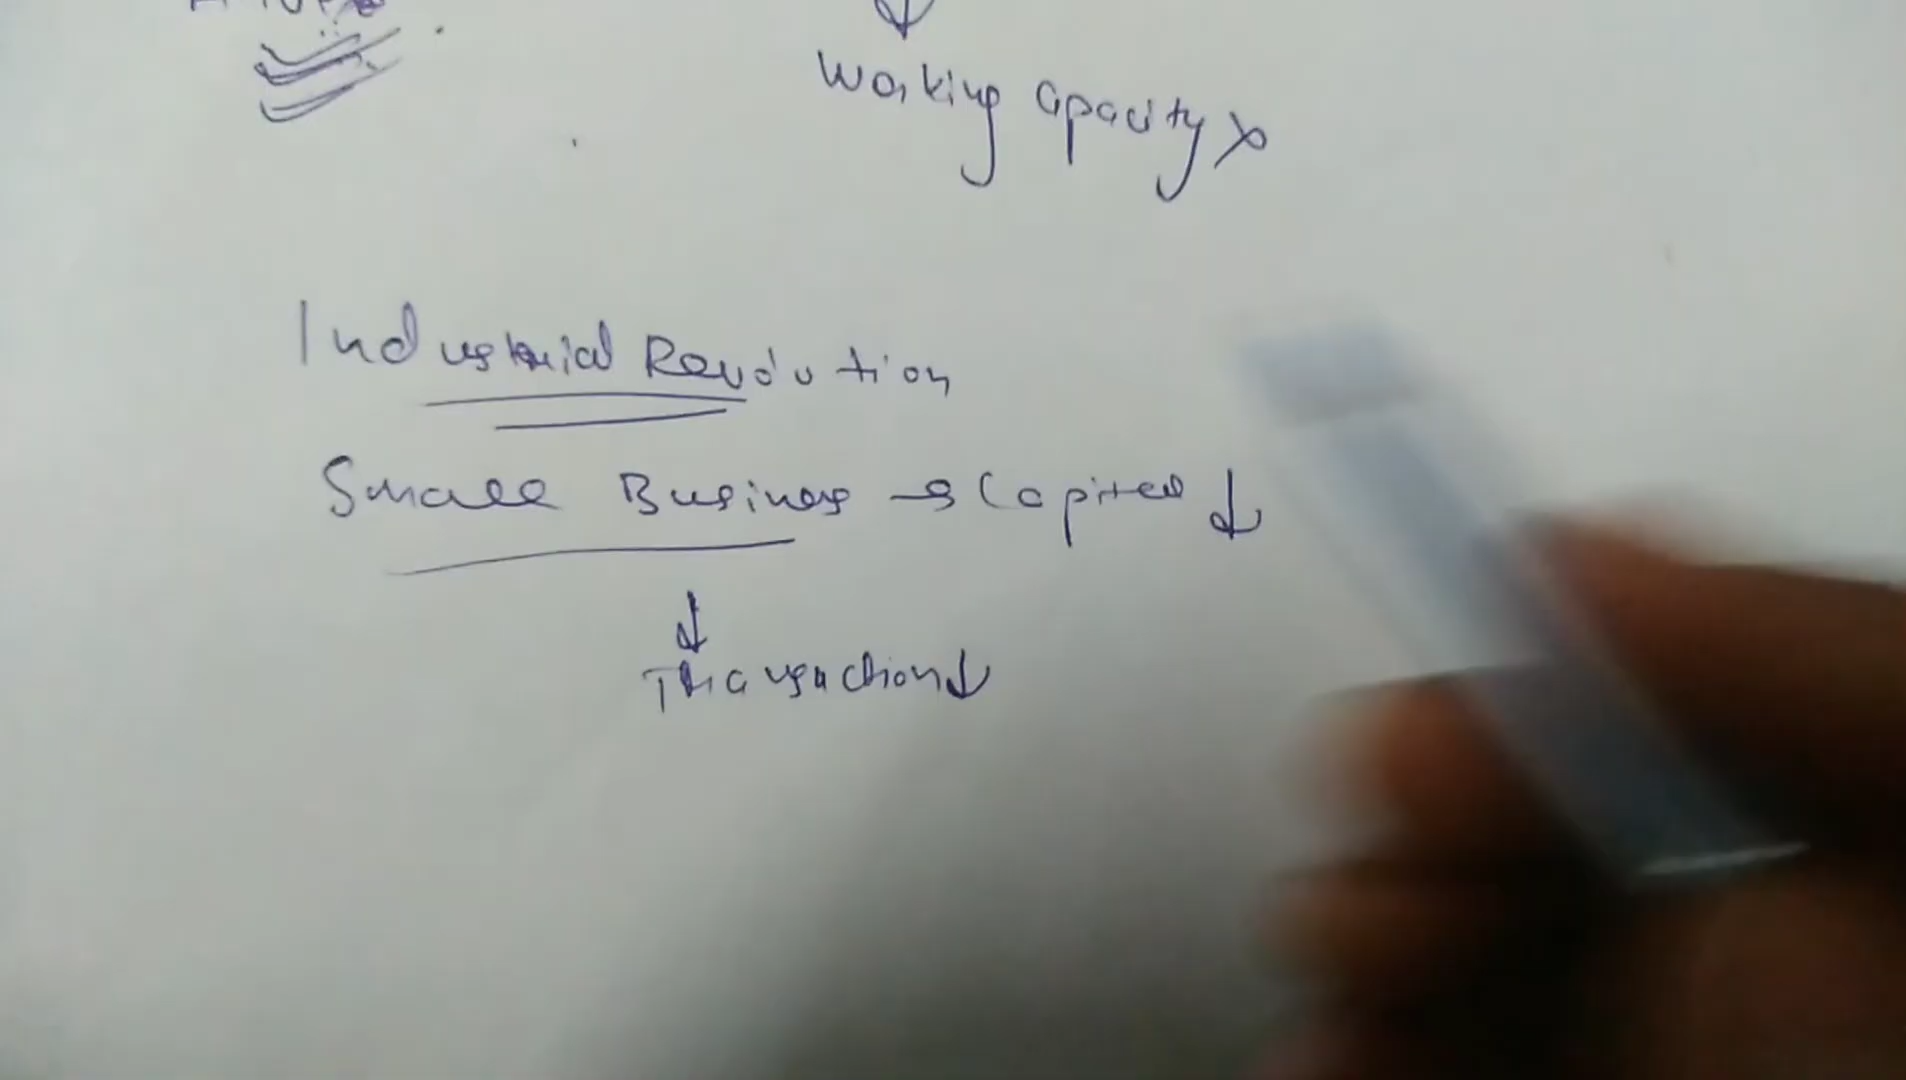 ↓
Working capacity ×
Industrial Revolution
Small Business → Capital ↓
↓
Transaction ↓